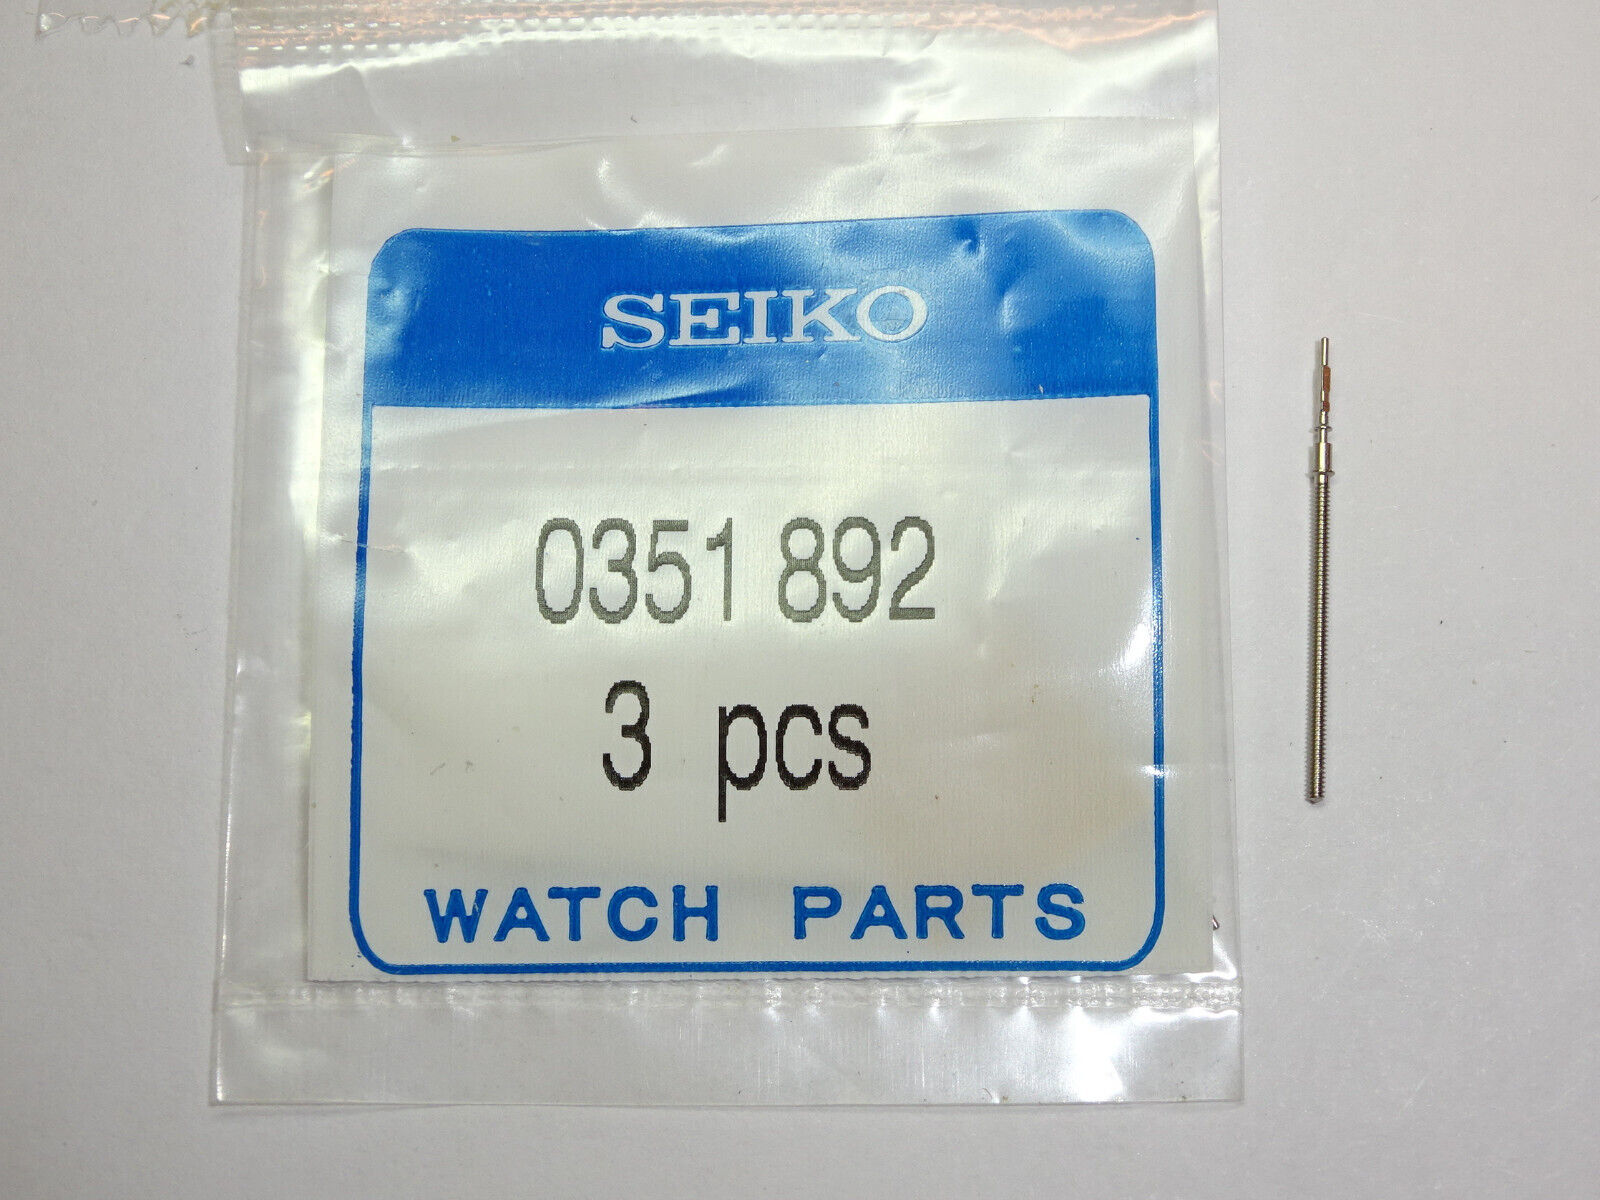 SEIKO
0351 892
3 pcs
WATCH PARTS